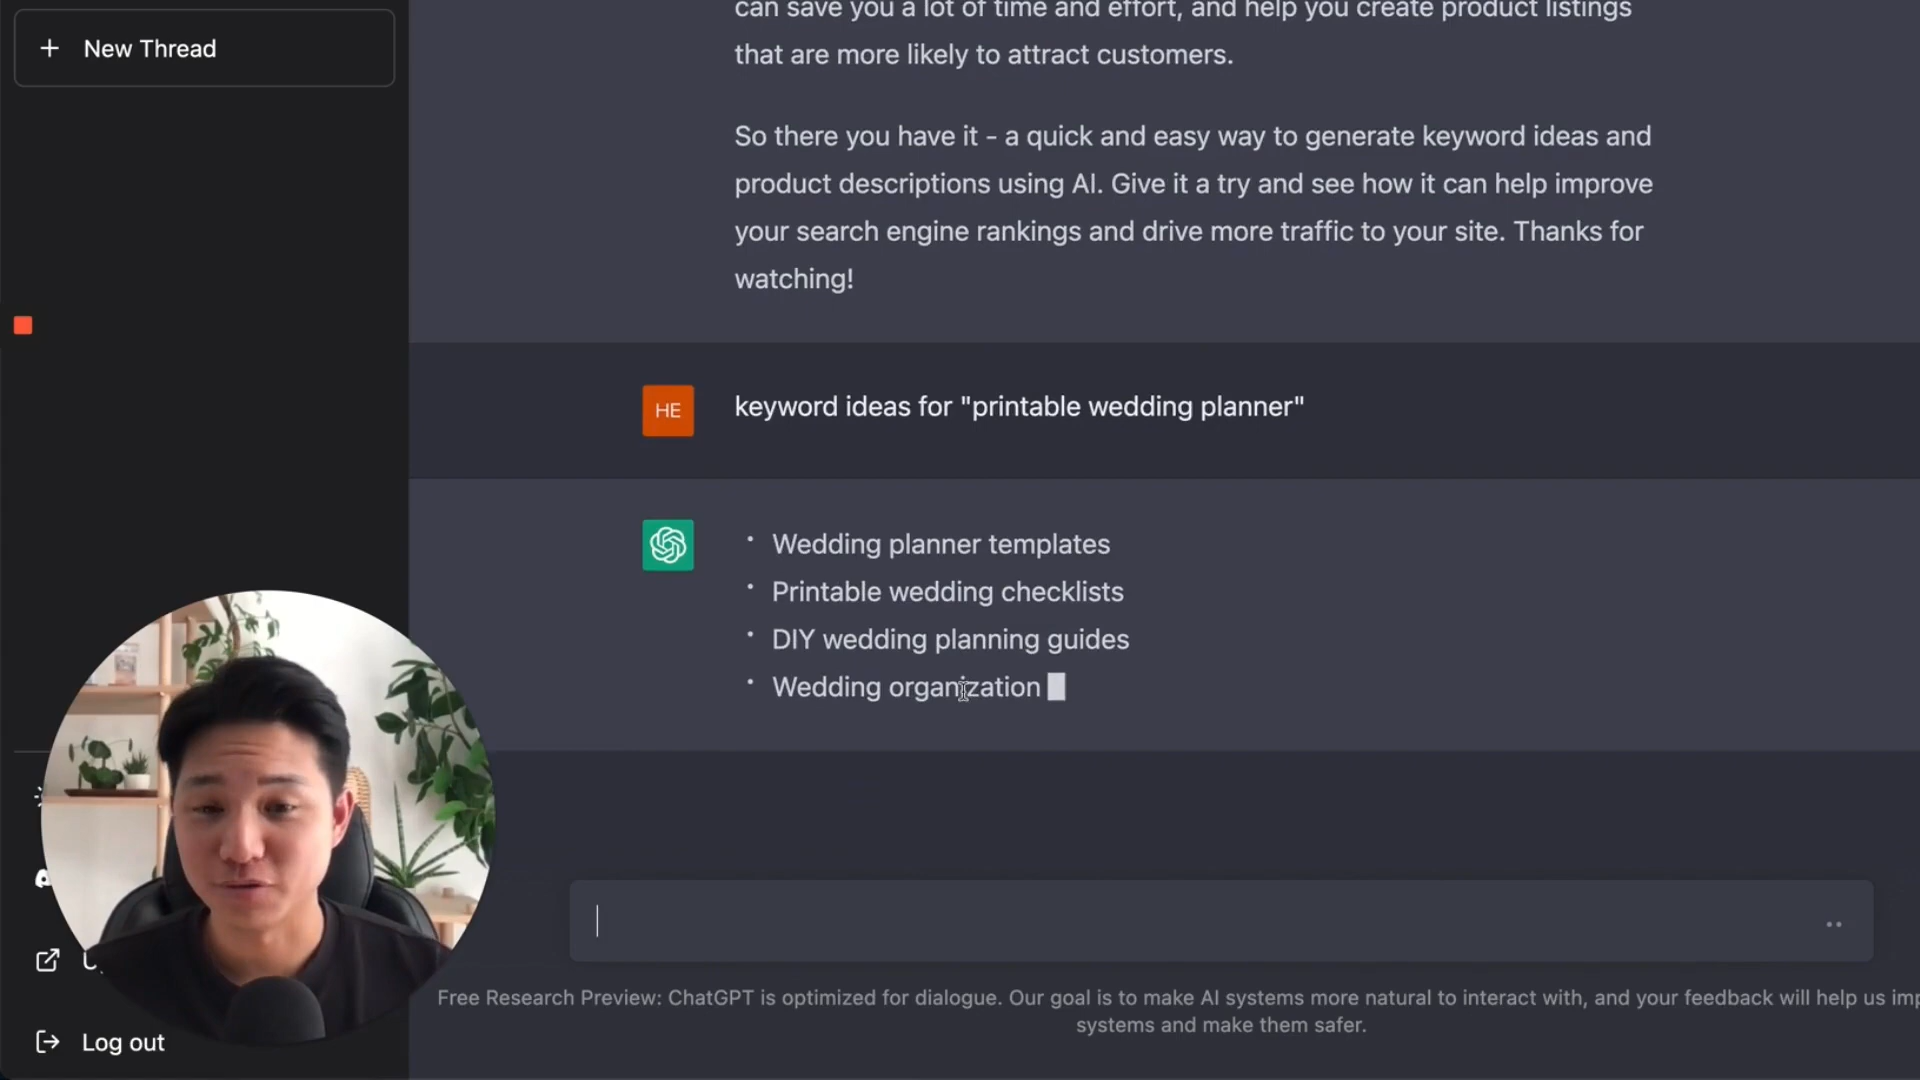 New Thread
can save you a lot of time and effort, and help you create product listings
that are more likely to attract customers.
So there you have it - a quick and easy way to generate keyword ideas and
product descriptions using AI. Give it a try and see how it can help improve
your search engine rankings and drive more traffic to your site. Thanks for
watching!
HE
keyword ideas for "printable wedding planner"
• Wedding planner templates
• Printable wedding checklists
• DIY wedding planning guides
• Wedding organization
Free Research Preview: ChatGPT is optimized for dialogue. Our goal is to make AI systems more natural to interact with, and your feedback will help us
systems and make them safer.
Log out